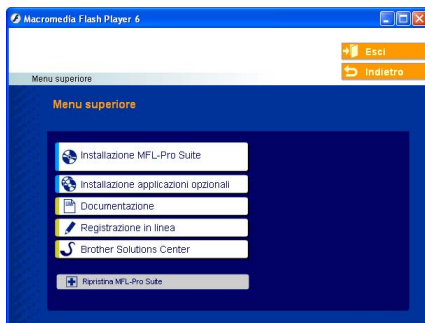 Macromedia Flash Player 6
Esci
Indietro
Menu superiore
Menu superiore
Installazione MFL-Pro Suite
Installazione applicazioni opzionali
Documentazione
Registrazione in linea
Brother Solutions Center
Ripristina MFL-Pro Suite